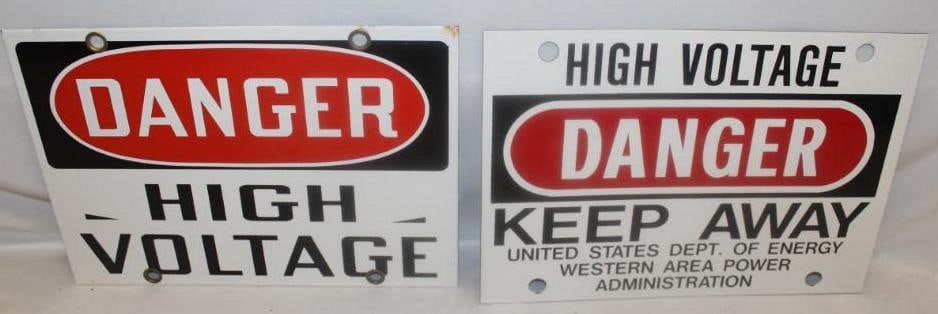 DANGER
HIGH
VOLTAGE
HIGH VOLTAGE
DANGER
KEEP AWAY
UNITED STATES DEPT. OF ENERGY
WESTERN AREA POWER
ADMINISTRATION